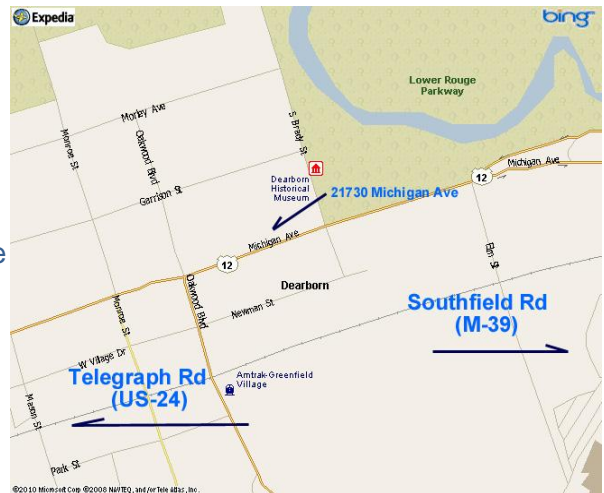 Expedia
bing
Lower Rouge
Parkway
Morley Ave
Monroe St
Oakwood Blvd
S Brady St
Garrison St
Dearborn
Historical
Museum
Michigan Ave
12
21730 Michigan Ave
e
Michigan Ave
12
Elm St
Dearborn
Oakwood Blvd
Newman St
Monroe St
Southfield Rd
(M-39)
W Village Dr
Telegraph Rd
(US-24)
Amtrak-Greenfield
Village
Mason St
Park St
©2010 Microsoft Corp ©2008 NAVTEQ, and/or Tele Atlas, Inc.